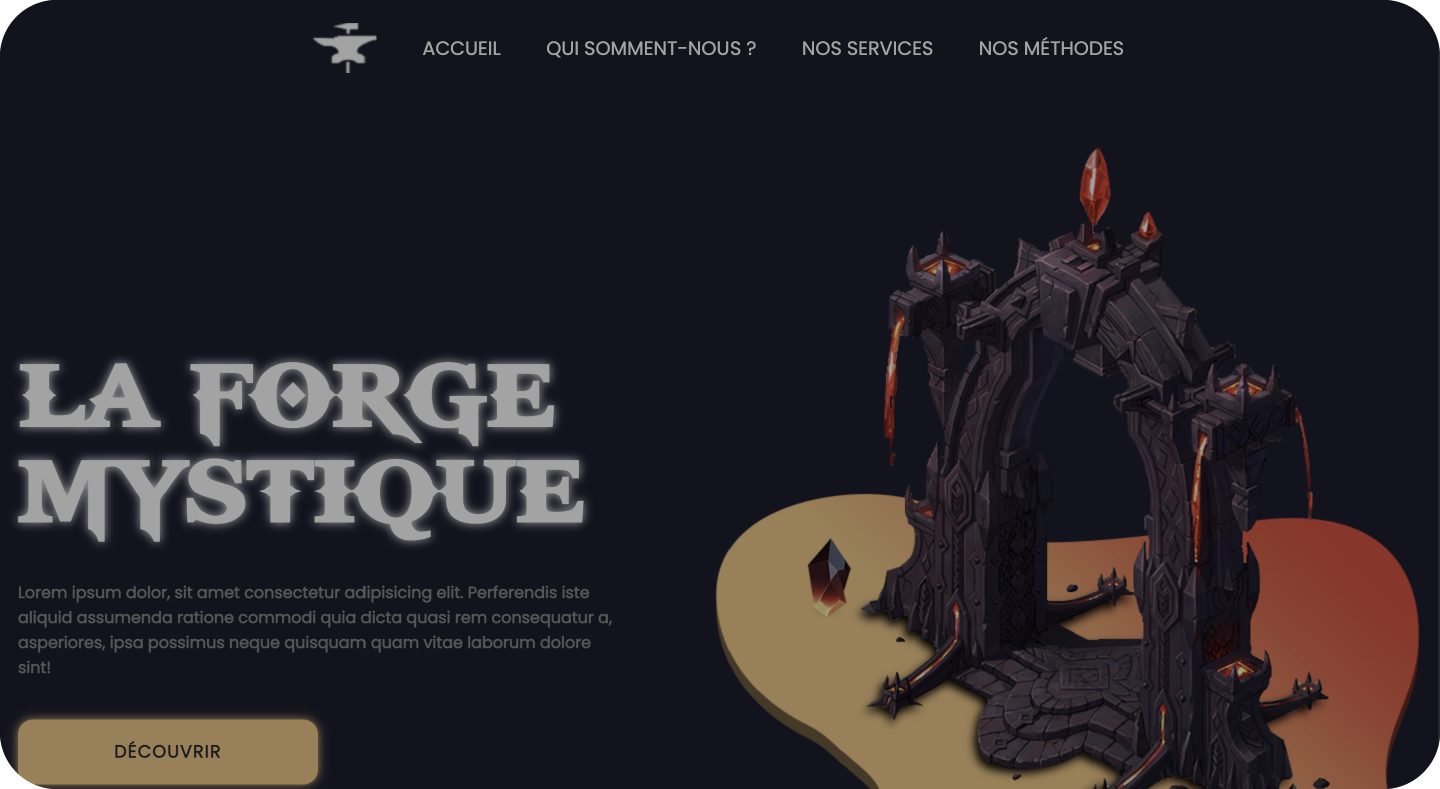 ACCUEIL QUI SOMMENT-NOUS ? NOS SERVICES NOS MÉTHODES
LA FORGE
MYSTIQUE
Lorem ipsum dolor, sit amet consectetur adipisicing elit. Perferendis iste
aliquid assumenda ratione commodi quia dicta quasi rem consequatur a,
asperiores, ipsa possimus neque quisquam quam vitae laborum dolore
sint!
DÉCOUVRIR